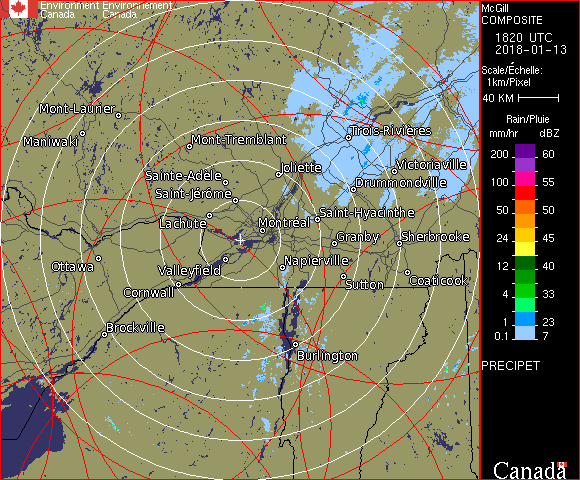 Environment Environnement
Canada Canada
McGill
COMPOSITE
1820 UTC
2018-01-13
Scale/Échelle:
1km/Pixel
40 KM
Rain/Pluie
mm/hr dBZ
200 60
100 55
50 50
24 45
12 40
4 33
1 23
0.1 7
PRECIPET
Canada
Mont-Laurier
Maniwaki
Mont-Tremblant
Trois-Rivières
Joliette
Victoriaville
Sainte-Adèle
Drummondville
Saint-Jérôme
Lachute
Saint-Hyacinthe
Montréal
Granby
Sherbrooke
Ottawa
Valleyfield
Napierville
Sutton
Coaticook
Cornwall
Brockville
Burlington